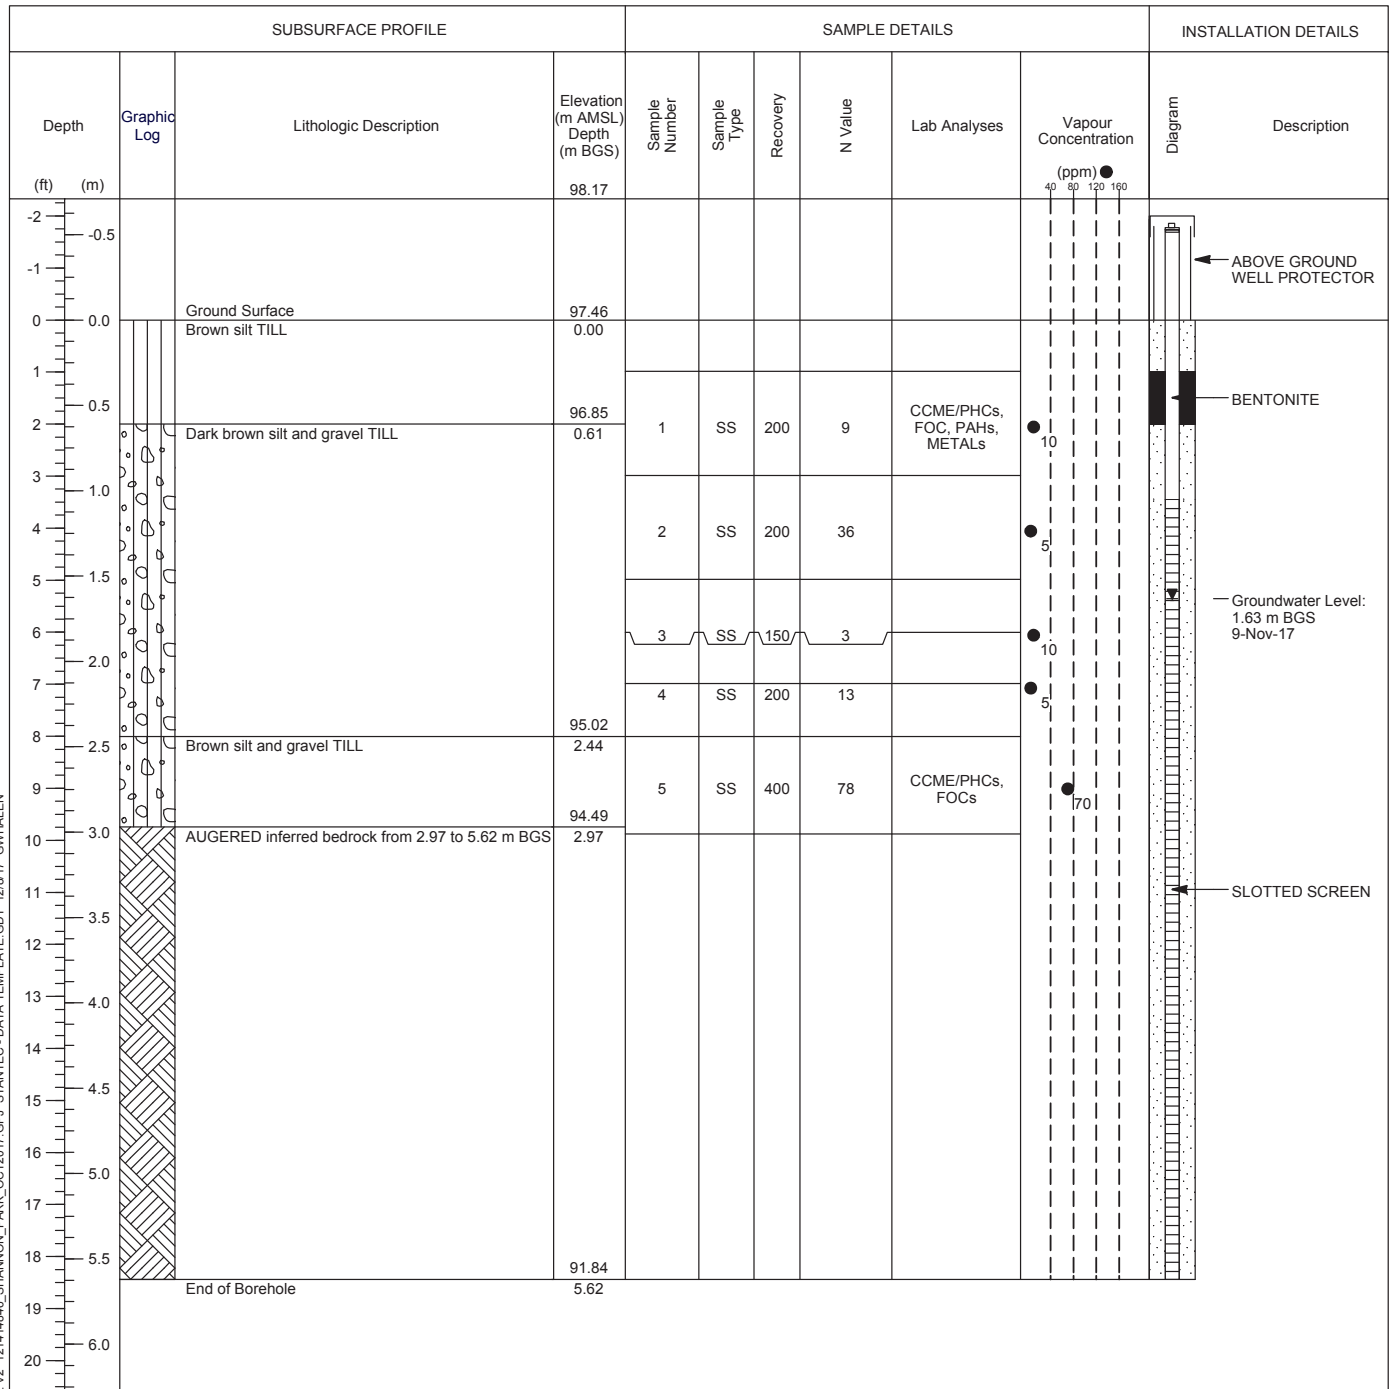 SUBSURFACE PROFILE
SAMPLE DETAILS
INSTALLATION DETAILS
Depth
Graphic
Log
Lithologic Description
Elevation
(m AMSL)
Depth
(m BGS)
Sample
Number
Sample
Type
Recovery
N Value
Lab Analyses
Vapour
Concentration
(ppm)
40 80 120 160
Diagram
Description
(ft) (m)
98.17
-2
-0.5
-1
ABOVE GROUND
WELL PROTECTOR
Ground Surface
97.46
0 0.0
Brown silt TILL
0.00
1
0.5
96.85
BENTONITE
2
Dark brown silt and gravel TILL
0.61
1 SS 200 9
CCME/PHCs,
FOC, PAHs,
METALs
10
3
1.0
4
2 SS 200 36
5
5
1.5
Groundwater Level:
1.63 m BGS
9-Nov-17
6
3 SS 150 3
10
2.0
7
4 SS 200 13
5
95.02
8
2.5
Brown silt and gravel TILL
2.44
9
5 SS 400 78
CCME/PHCs,
FOCs
70
94.49
3.0
10
AUGERED inferred bedrock from 2.97 to 5.62 m BGS
2.97
11
SLOTTED SCREEN
3.5
12
13
4.0
14
4.5
15
16
5.0
17
18
5.5
91.84
End of Borehole
5.62
19
6.0
20